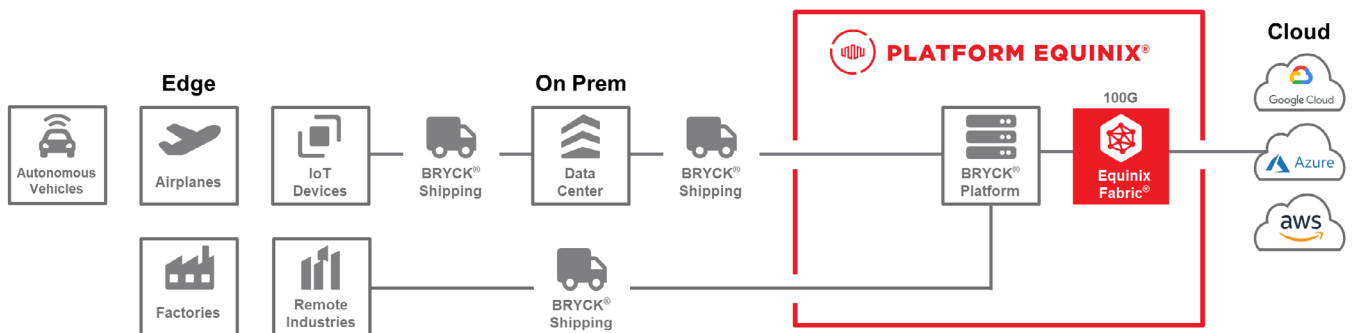 PLATFORM EQUINIX®
Cloud
Edge
On Prem
Google Cloud
100G
Autonomous
Vehicles
Airplanes
IoT
Devices
BRYCK®
Shipping
Data
Center
BRYCK®
Shipping
BRYCK®
Platform
Equinix
Fabric®
Azure
aws
Factories
Remote
Industries
BRYCK®
Shipping